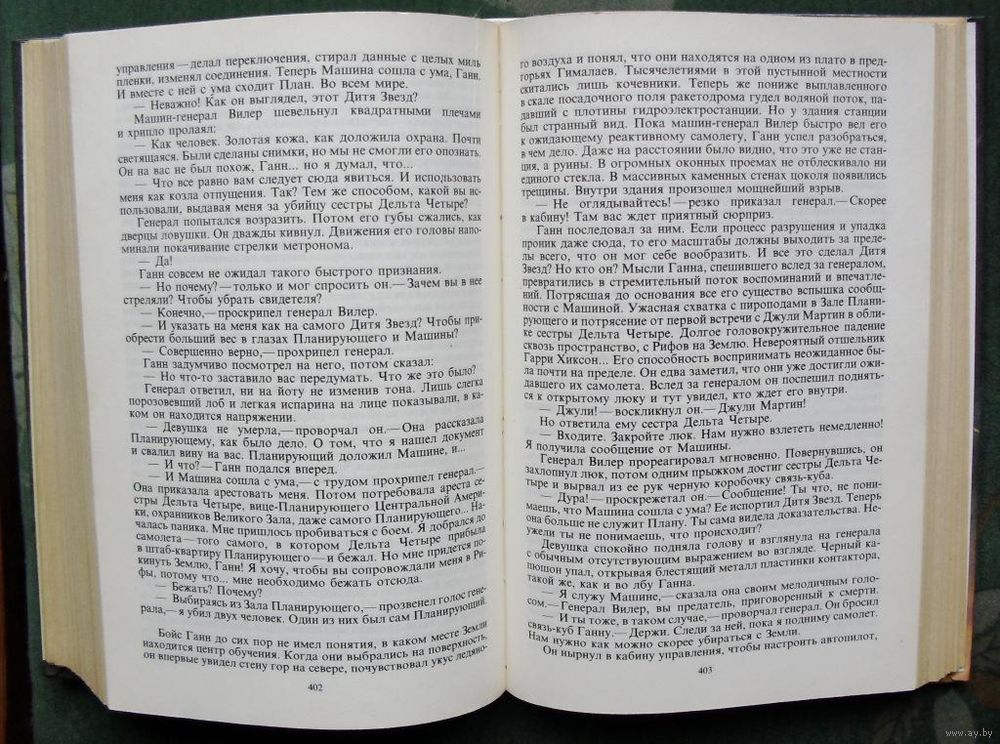 управления—делал переключения, стирал данные с целых миль
пленки, изменял соединения. Теперь Машина сошла с ума, Ганн.
И вместе с ней с ума сходит План. Во всем мире.
— Неважно! Как он выглядел, этот Дитя Звезд?
Машин-генерал Вилер шевельнул квадратными плечами
и хрипло пролаял:
— Как человек. Золотая кожа, как доложила охрана. Почти
светящаяся. Были сделаны снимки, но мы не смогли его опознать.
Он на вас не был похож, Ганн... но я думал, что...
— Что все равно вам следует сюда явиться. И использовать
меня как козла отпущения. Так? Тем же способом, какой вы ис-
пользовали, выдавая меня за убийцу сестры Дельта Четыре?
Генерал попытался возразить. Потом его губы сжались, как
дверцы ловушки. Он дважды кивнул. Движения его головы напо-
минали покачивание стрелки метронома.
— Да!
Ганн совсем не ожидал такого быстрого признания.
— Но почему?—только и мог спросить он.—Зачем вы в нее
стреляли? Чтобы убрать свидетеля?
— Конечно,—проскрипел генерал Вилер.
— И указать на меня как на самого Дитя Звезд? Чтобы при-
обрести больший вес в глазах Планирующего и Машины?
— Совершенно верно,—прохрипел генерал.
Ганн задумчиво посмотрел на него, потом сказал:
— Но что-то заставило вас передумать. Что же это было?
Генерал ответил, ни на йоту не изменив тона. Лишь слегка
порозовевший лоб и легкая испарина на лице показывали, в ка-
ком он находится напряжении.
— Девушка не умерла,—проворчал он.—Она рассказала
Планирующему, как было дело. О том, что я нашел документ
и свалил вину на вас. Планирующий доложил Машине, и...
— И что?—Ганн подался вперед.
— И Машина сошла с ума,—с трудом прохрипел генерал.—
Она приказала арестовать меня. Потом потребовала ареста се-
стры Дельта Четыре, вице-Планирующего Центральной Амери-
ки, охранников Великого Зала, даже самого Планирующего... На-
чалась паника. Мне пришлось пробиваться с боем. Я добрался до
самолета—того самого, в котором Дельта Четыре прибыла
в штаб-квартиру Планирующего—и бежал. Но мне придется по-
кинуть Землю, Ганн! Я хочу, чтобы вы сопровождали меня в Ри-
фы, потому что... мне необходимо бежать отсюда.
— Бежать? Почему?
— Выбираясь из Зала Планирующего,—прозвенел голос гене-
рала,—я убил двух человек. Один из них был сам Планирующий.
Бойс Ганн до сих пор не имел понятия, в каком месте Земли
находится центр обучения. Когда они выбрались на поверхность,
он впервые увидел стену гор на севере, почувствовал укус ледяно-
402
го воздуха и понял, что они находятся на одном из плато в пред-
горьях Гималаев. Тысячелетиями в этой пустынной местности
скитались лишь кочевники. Теперь же пониже выплавленного
в скале посадочного поля ракетодрома гудел водяной поток, па-
давший с плотины гидроэлектростанции. Но у здания станции
был странный вид. Пока машин-генерал Вилер быстро вел его
к ожидающему реактивному самолету, Ганн успел разобраться,
в чем дело. Даже на расстоянии было видно, что это уже не стан-
ция, а руины. В огромных оконных проемах не отблескивало ни
единого стекла. В массивных каменных стенах цоколя появились
трещины. Внутри здания произошел мощнейший взрыв.
— Не оглядывайтесь!—резко приказал генерал.—Скорее
в кабину! Там вас ждет приятный сюрприз.
Ганн последовал за ним. Если процесс разрушения и упадка
проник даже сюда, то его масштабы должны выходить за преде-
лы всего, что он мог себе вообразить. И все это сделал Дитя
Звезд? Но кто он? Мысли Ганна, спешившего вслед за генералом,
превратились в стремительный поток воспоминаний и впечатле-
ний. Потрясшая до основания все его существо вспышка сообщ-
ности с Машиной. Ужасная схватка с пироподами в Зале Плани-
рующего и потрясение от первой встречи с Джули Мартин в обли-
ке сестры Дельта Четыре. Долгое головокружительное падение
сквозь пространство, с Рифов на Землю. Невероятный отшельник
Гарри Хиксон... Его способность воспринимать неожиданное бы-
ла почти на пределе. Он едва заметил, что они уже достигли ожи-
давшего их самолета. Вслед за генералом он поспешил поднять-
ся к открытому люку и тут увидел, кто ждет его внутри.
— Джули!—воскликнул он.—Джули Мартин!
Но ответила ему сестра Дельта Четыре.
— Входите. Закройте люк. Нам нужно взлететь немедленно!
Я получила сообщение от Машины.
Генерал Вилер прореагировал мгновенно. Повернувшись, он
захлопнул люк, потом одним прыжком достиг сестры Дельта Че-
тыре и вырвал из ее рук черную коробочку связь-куба.
— Дура!—проскрежетал он.—Сообщение! Ты что, не пони-
маешь, что Машина сошла с ума? Ее испортил Дитя Звезд. Теперь
она больше не служит Плану. Ты сама видела доказательства. Не-
ужели ты не понимаешь, что происходит?
Девушка спокойно подняла голову и взглянула на генерала
с обычным отсутствующим выражением во взгляде. Черный ка-
пюшон упал, открывая блестящий металл пластинки контактора,
такой же, как и во лбу Ганна.
— Я служу Машине,—сказала она своим мелодичным голо-
сом.—Генерал Вилер, вы предатель, приговоренный к смерти.
— И ты тоже, в таком случае,—проворчал генерал. Он бросил
связь-куб Ганну.—Держи. Следи за ней, пока я подниму самолет.
Нам нужно как можно скорее убираться с Земли.
Он нырнул в кабину управления, чтобы настроить автопилот,
403
www.ay.by